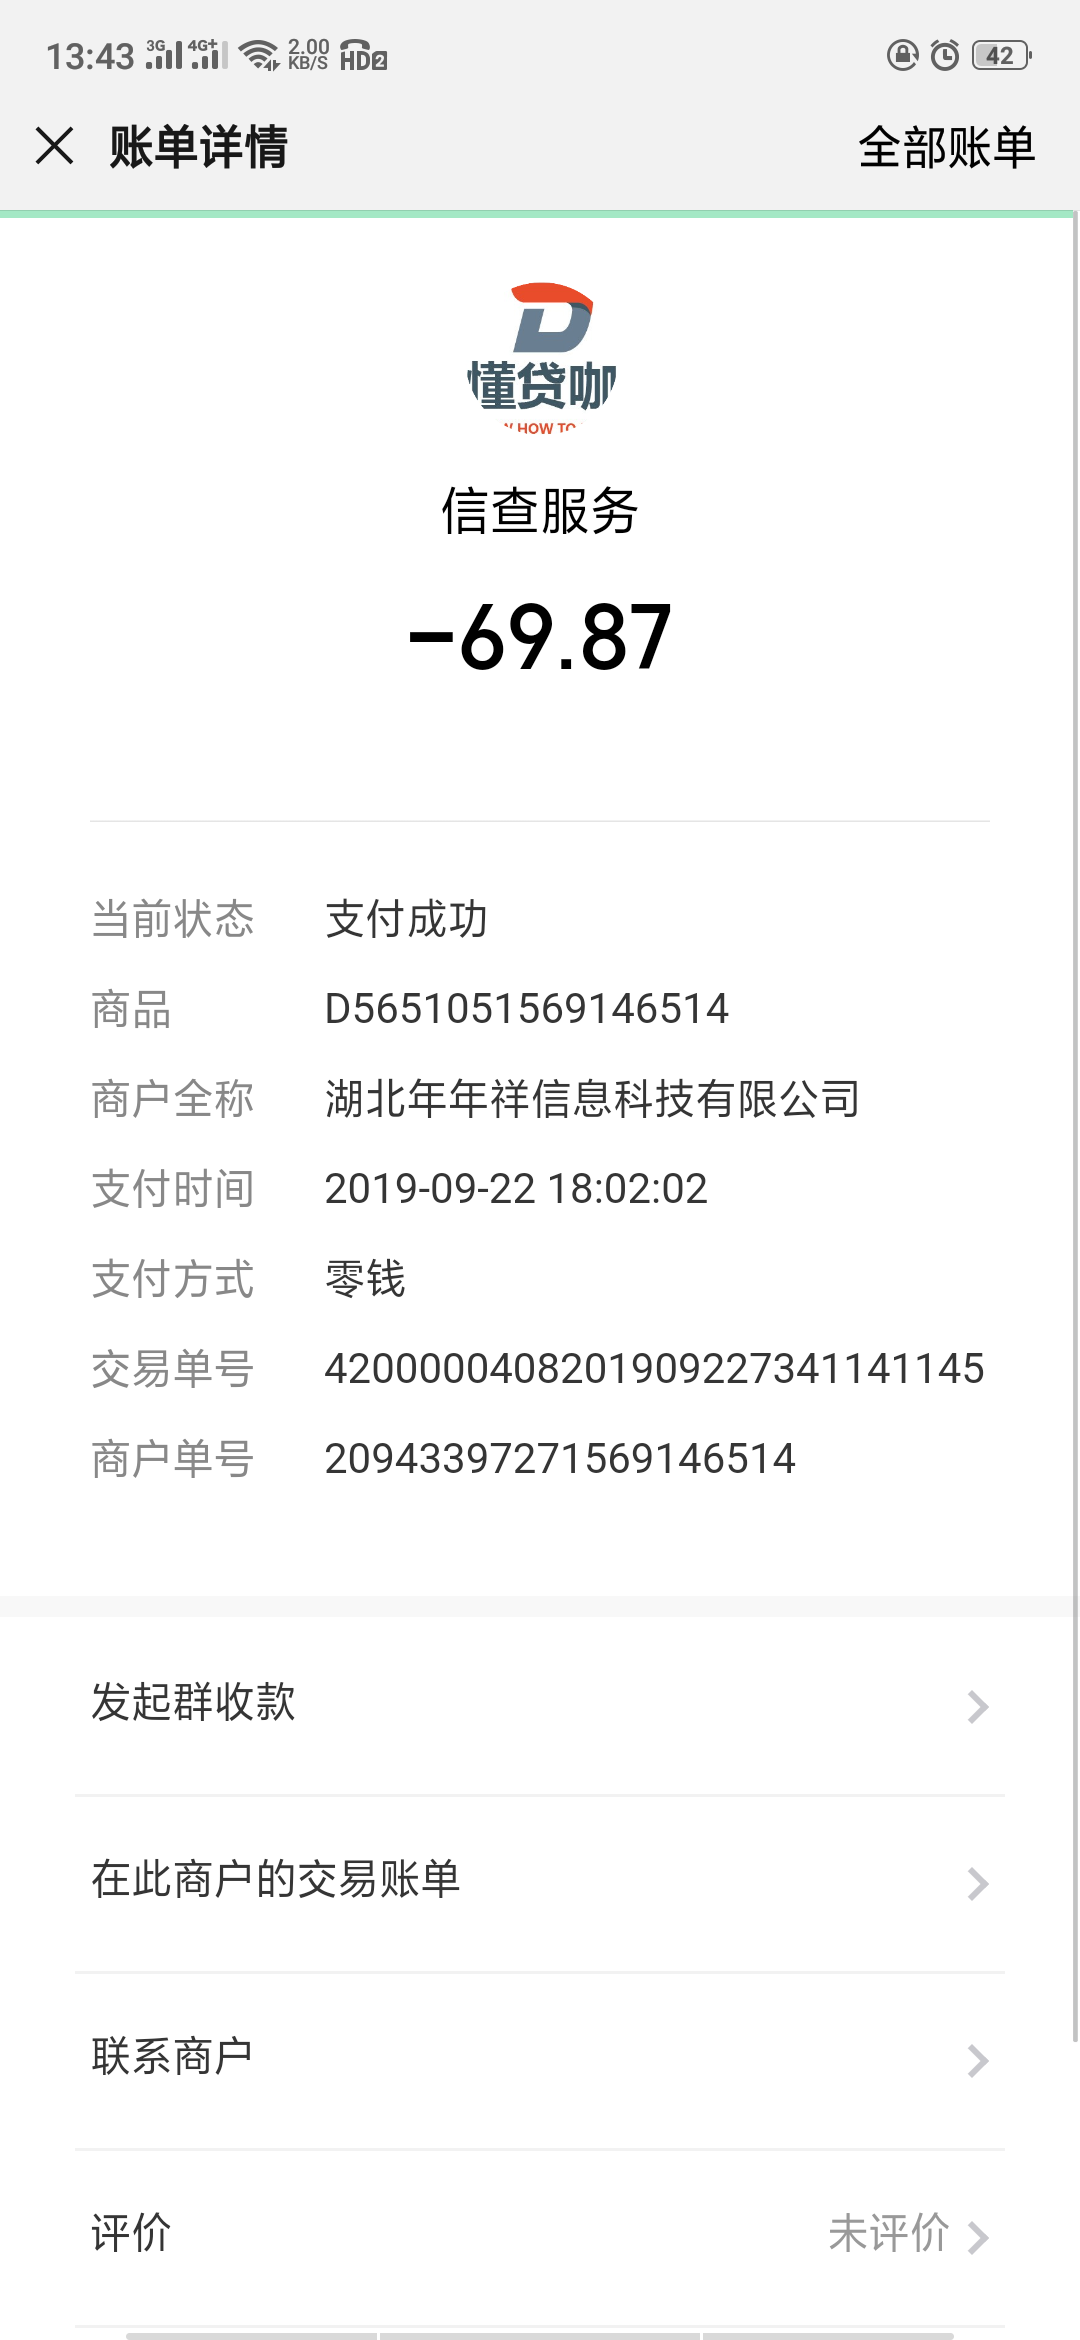 13:43 3G 4G+ 2.00 KB/S HD 2 42
账单详情 全部账单
懂贷咖
HOW TO
信查服务
-69.87
当前状态 支付成功
商品 D5651051569146514
商户全称 湖北年年祥信息科技有限公司
支付时间 2019-09-22 18:02:02
支付方式 零钱
交易单号 4200000408201909227341141145
商户单号 20943397271569146514
发起群收款
在此商户的交易账单
联系商户
评价 未评价